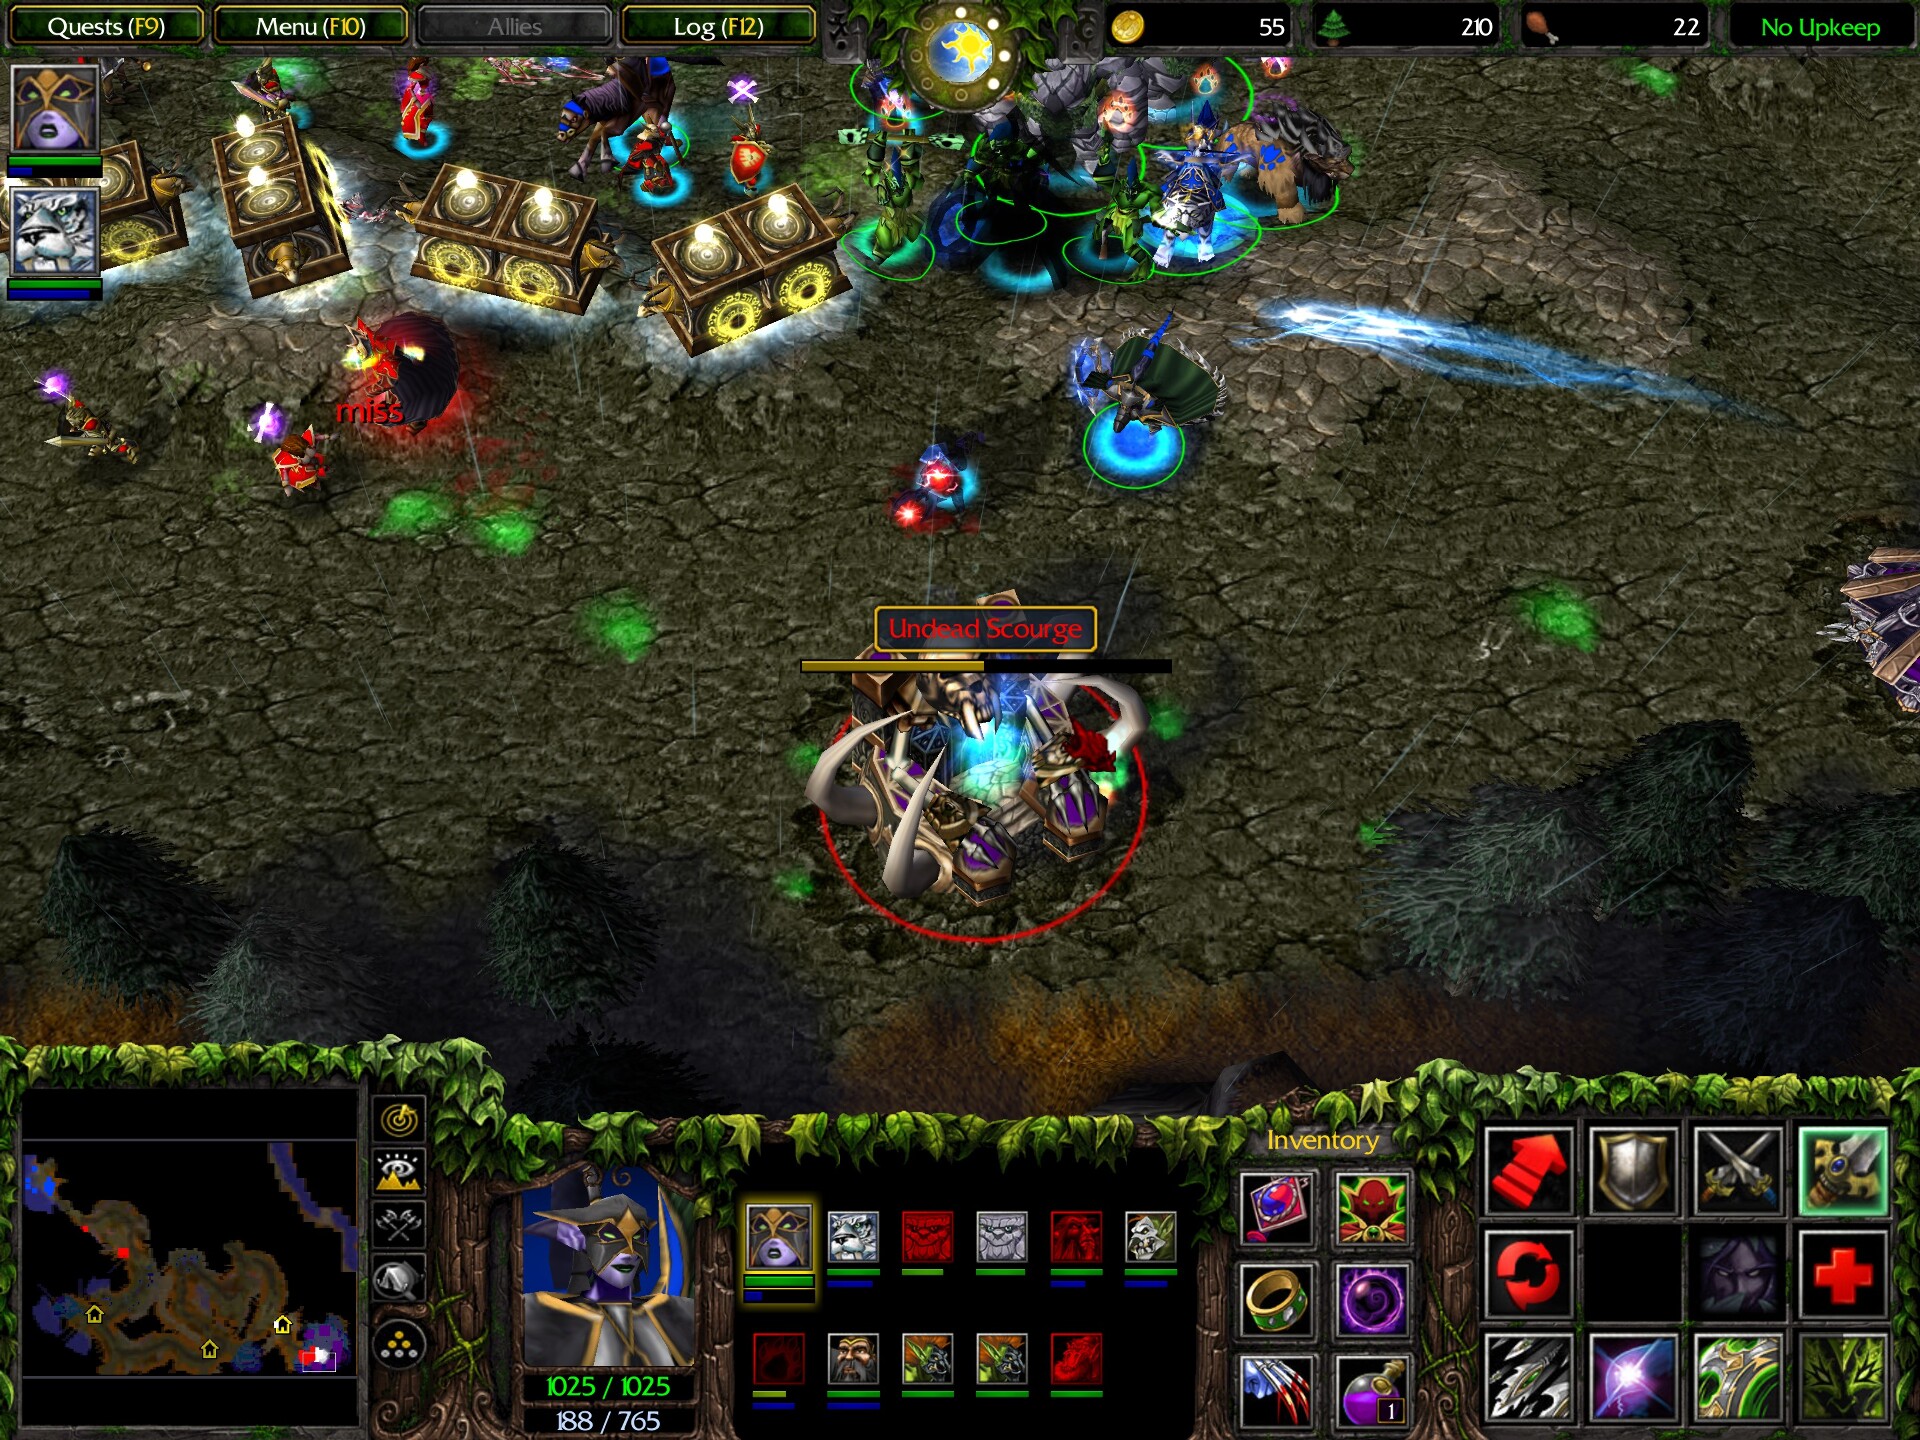 Quests (F9) Menu (F10) Allies Log (F12) 55 210 22 No Upkeep
miss
Undead Scourge
Inventory
1025 / 1025
188 / 765
1